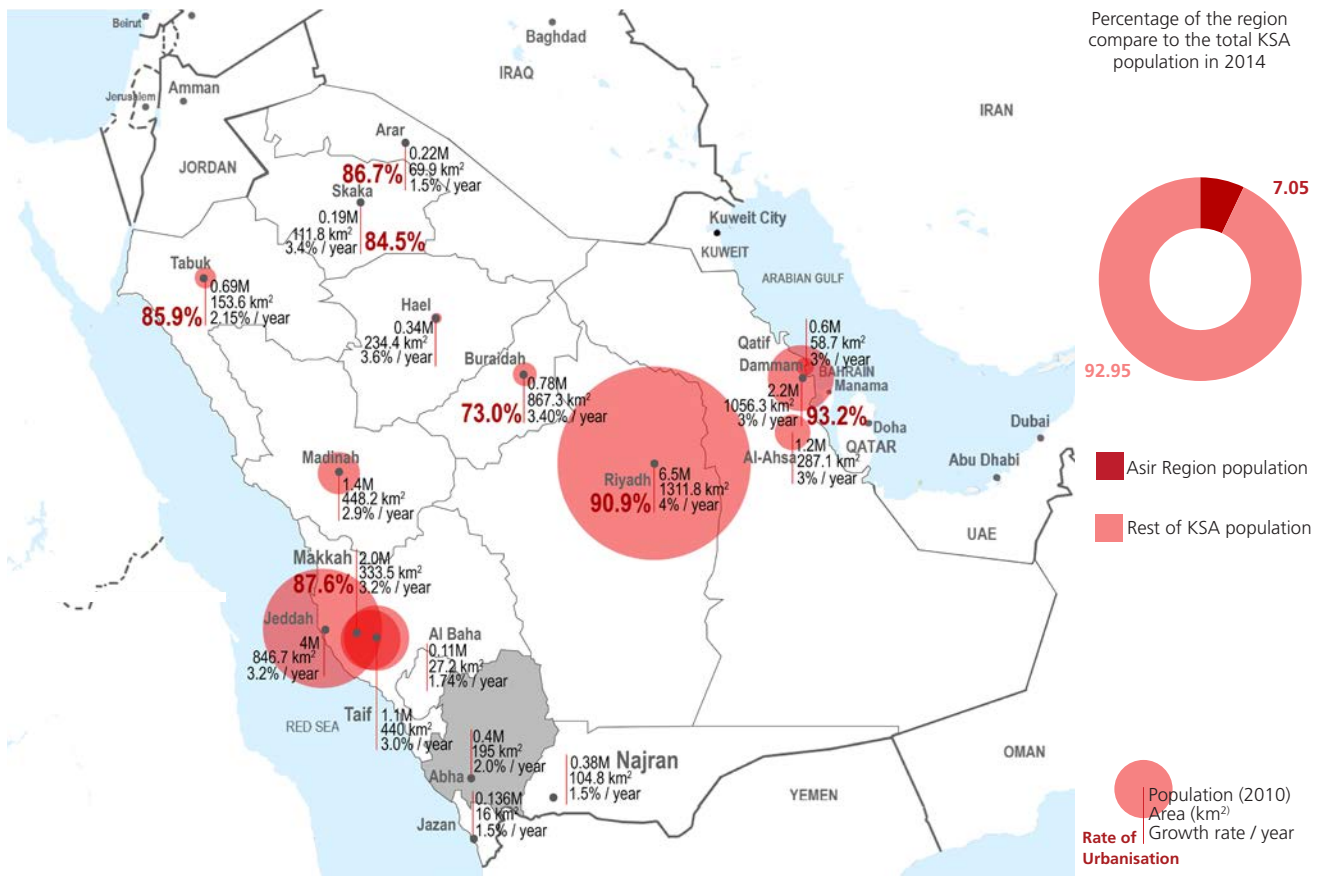 Beirut
Baghdad
IRAQ
Jerusalem
Amman
JORDAN
IRAN
Arar
0.22M
69.9 km²
1.5% / year
86.7%
Skaka
0.19M
111.8 km²
3.4% / year
84.5%
Kuwait City
KUWEIT
ARABIAN GULF
Tabuk
0.69M
153.6 km²
2.15% / year
85.9%
Hael
0.34M
234.4 km²
3.6% / year
Buraidah
0.78M
867.3 km²
3.40% / year
73.0%
Qatif
0.6M
58.7 km²
3% / year
Dammam
BAHRAIN
Manama
2.2M
1056.3 km²
3% / year
93.2%
Doha
QATAR
Al-Ahsa
1.2M
287.1 km²
3% / year
Dubai
Abu Dhabi
UAE
Madinah
1.4M
448.2 km²
2.9% / year
Riyadh
6.5M
1311.8 km²
4% / year
90.9%
Makkah
2.0M
333.5 km²
3.2% / year
87.6%
Jeddah
4M
846.7 km²
3.2% / year
Al Baha
0.11M
27.2 km²
1.74% / year
RED SEA
Taif
1.1M
440 km²
3.0% / year
0.4M
195 km²
2.0% / year
Abha
0.136M
16 km²
1.5% / year
Jazan
0.38M
104.8 km²
1.5% / year
Najran
YEMEN
OMAN
Percentage of the region
compare to the total KSA
population in 2014
7.05
92.95
Asir Region population
Rest of KSA population
Population (2010)
Area (km²⁾
Growth rate / year
Rate of
Urbanisation